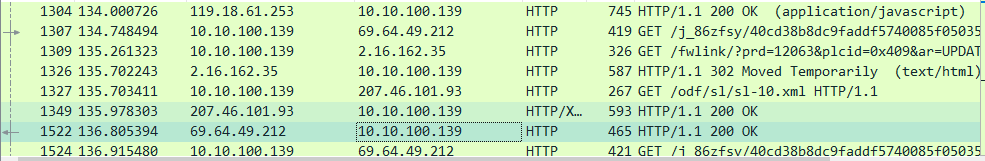 1304 134.000726 119.18.61.253 10.10.100.139 HTTP 745 HTTP/1.1 200 OK (application/javascript)
1307 134.748494 10.10.100.139 69.64.49.212 HTTP 419 GET /j_86zfsy/40cd38b8dc9faddf5740085f05035
1309 135.261323 10.10.100.139 2.16.162.35 HTTP 326 GET /fwlink/?prd=12063&plcid=0x409&ar=UPDAT
1326 135.702243 2.16.162.35 10.10.100.139 HTTP 587 HTTP/1.1 302 Moved Temporarily (text/html)
1327 135.703411 10.10.100.139 207.46.101.93 HTTP 267 GET /odf/sl/sl-10.xml HTTP/1.1
1349 135.978303 207.46.101.93 10.10.100.139 HTTP/X… 593 HTTP/1.1 200 OK
1522 136.805394 69.64.49.212 10.10.100.139 HTTP 465 HTTP/1.1 200 OK
1524 136.915480 10.10.100.139 69.64.49.212 HTTP 421 GET /j_86zfsy/40cd38b8dc9faddf5740085f05035